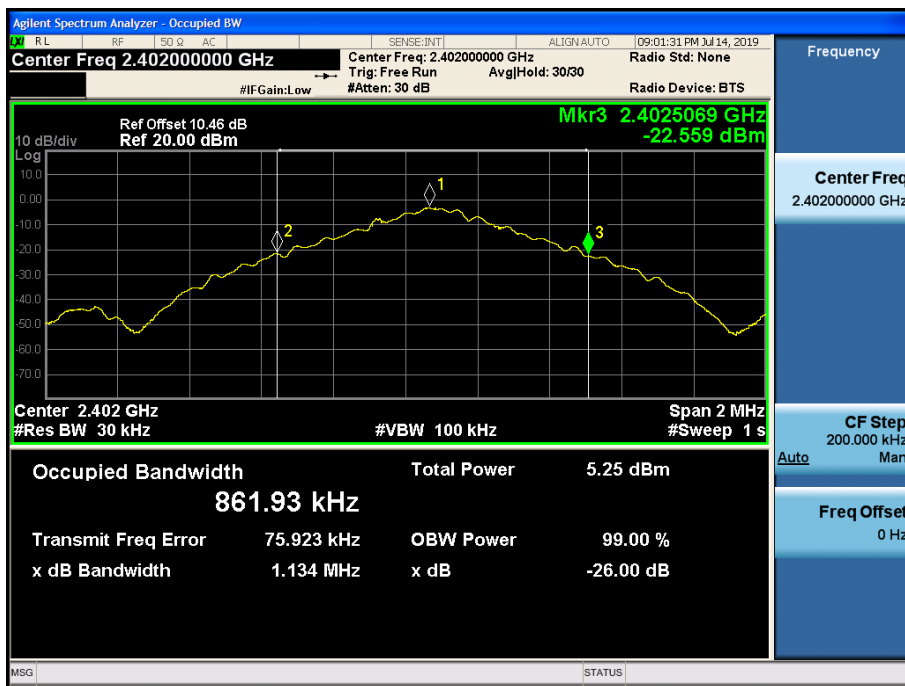 Agilent Spectrum Analyzer - Occupied BW
LXI RL RF 50 Ω AC SENSE:INT ALIGN AUTO 09:01:31 PM Jul 14, 2019
Center Freq 2.402000000 GHz
Center Freq: 2.402000000 GHz
Radio Std: None
Trig: Free Run Avg|Hold: 30/30
#IFGain:Low
#Atten: 30 dB
Radio Device: BTS
Frequency
Mkr3 2.4025069 GHz
-22.559 dBm
Ref Offset 10.46 dB
10 dB/div
Ref 20.00 dBm
Log
10.0
0.00
-10.0
-20.0
-30.0
-40.0
-50.0
-60.0
-70.0
1
2
3
Center 2.402 GHz
Span 2 MHz
#Res BW 30 kHz
#VBW 100 kHz
#Sweep 1 s
Center Freq
2.402000000 GHz
CF Step
200.000 kHz
Auto Man
Freq Offset
0 Hz
Occupied Bandwidth
861.93 kHz
Total Power 5.25 dBm
Transmit Freq Error 75.923 kHz
OBW Power 99.00 %
x dB Bandwidth 1.134 MHz
x dB -26.00 dB
MSG
STATUS